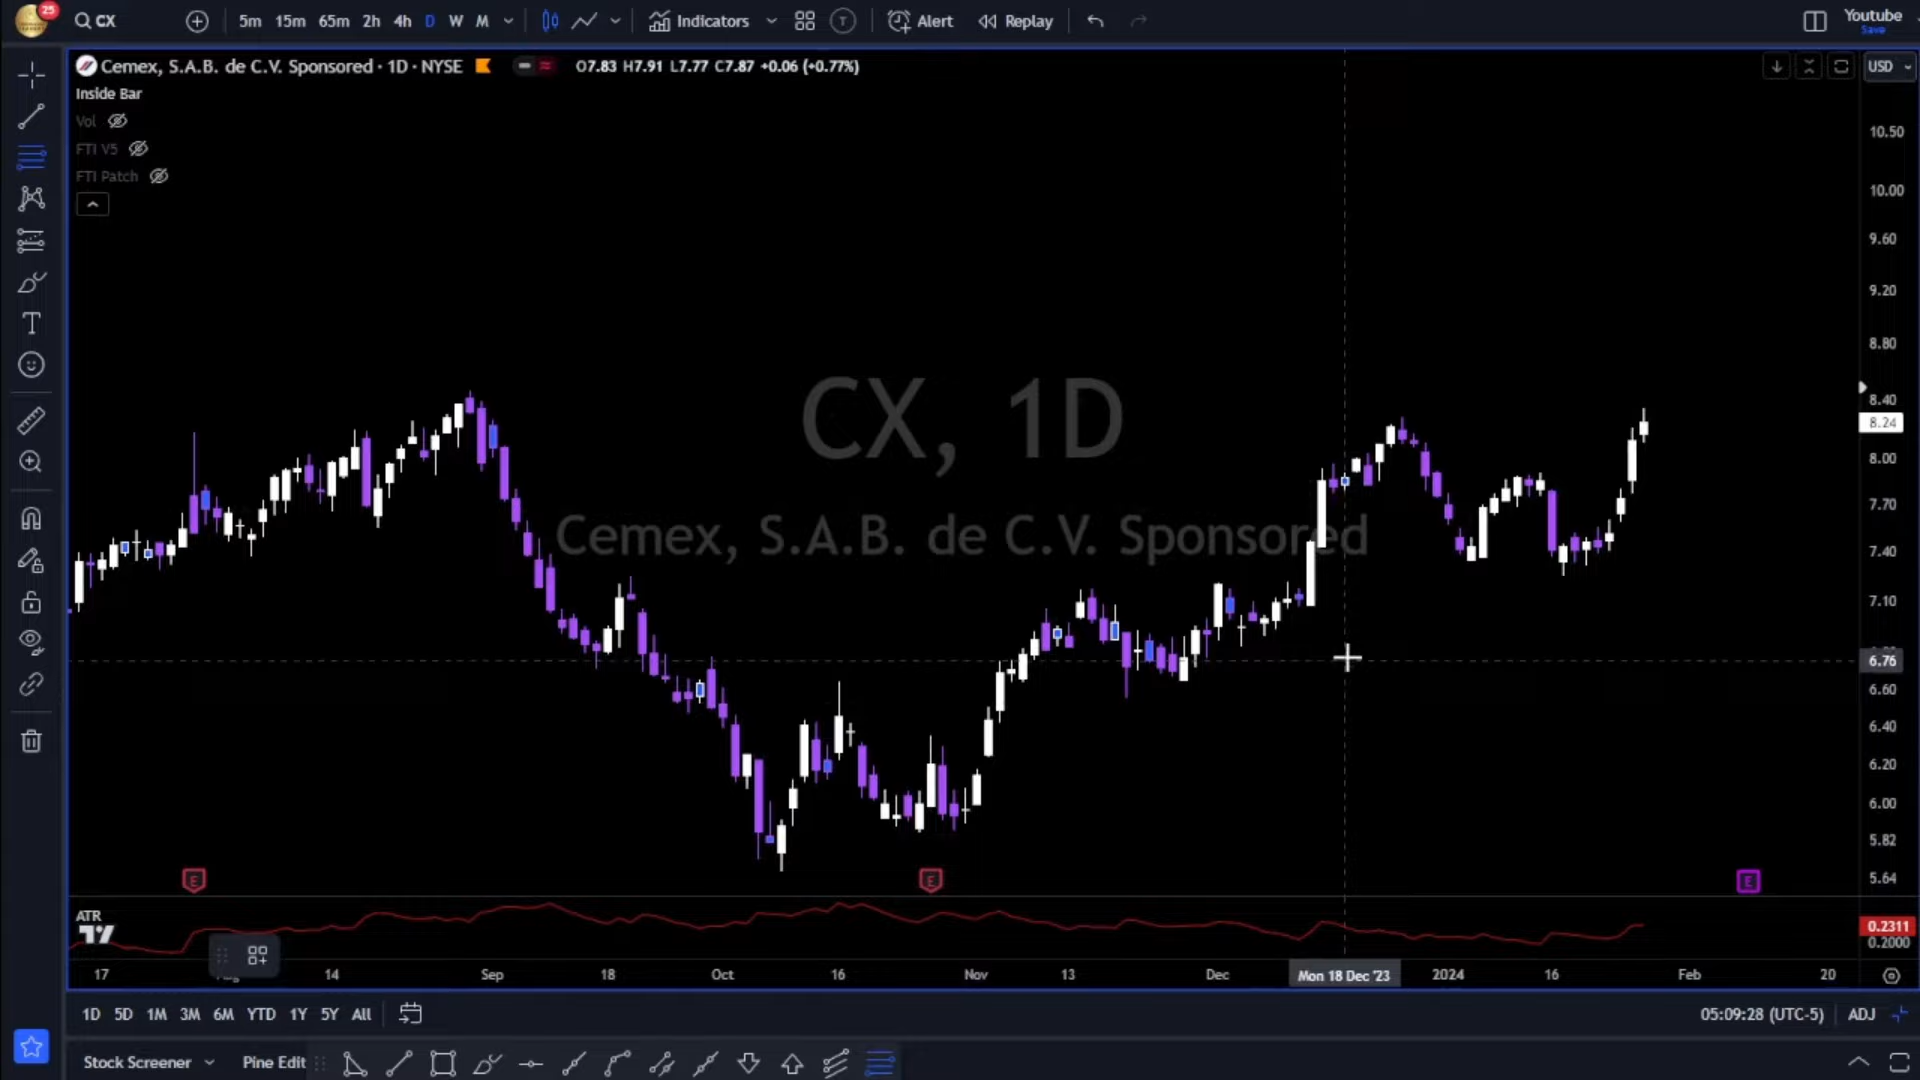 25
CX
5m 15m 65m 2h 4h D W M
Indicators
T
Alert
Replay
Youtube
Save
Cemex, S.A.B. de C.V. Sponsored · 1D · NYSE
O7.83 H7.91 L7.77 C7.87 +0.06 (+0.77%)
USD
Inside Bar
Vol
FTI V5
FTI Patch
CX, 1D
Cemex, S.A.B. de C.V. Sponsored
10.50
10.00
9.60
9.20
8.80
8.40
8.24
8.00
7.70
7.40
7.10
6.76
6.60
6.40
6.20
6.00
5.82
5.64
E
E
E
ATR
0.2311
0.2000
17 14 Sep 18 Oct 16 Nov 13 Dec Mon 18 Dec '23 2024 16 Feb 20
1D 5D 1M 3M 6M YTD 1Y 5Y All
05:09:28 (UTC-5) ADJ
Stock Screener Pine Edit